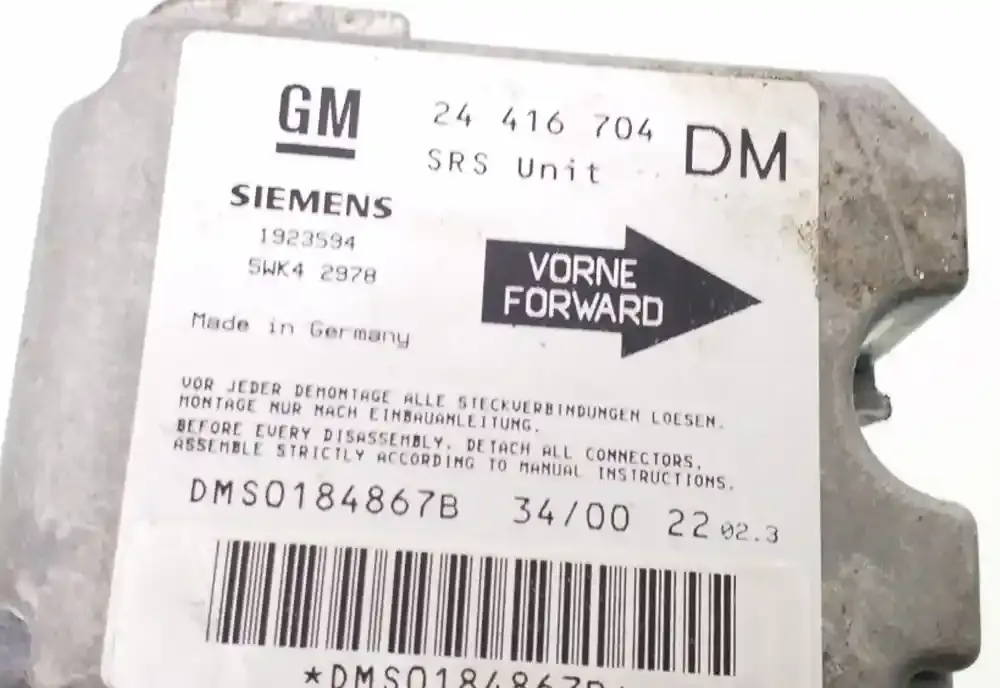 GM
24 416 704
DM
SRS Unit
SIEMENS
1923594
5WK4 2978
VORNE
FORWARD
Made in Germany
VOR JEDER DEMONTAGE ALLE STECKVERBINDUNGEN LOESEN.
MONTAGE NUR NACH EINBAUANLEITUNG.
BEFORE EVERY DISASSEMBLY, DETACH ALL CONNECTORS,
ASSEMBLE STRICTLY ACCORDING TO MANUAL INSTRUCTIONS.
DMS0184867B 34/00 22 02.3
*DMS0184867B*